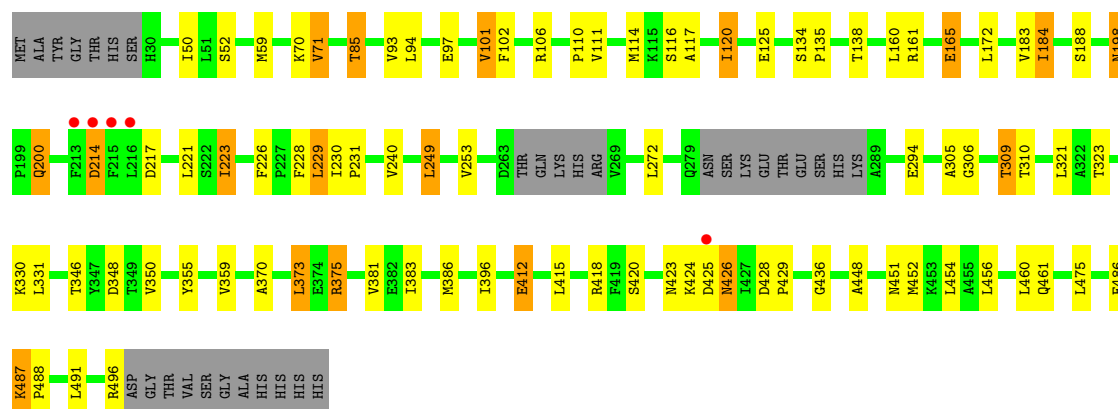 MET ALA TYR GLY THR HIS SER H30 I50 L51 S52 M59 K70 V71 T85 V93 L94 E97 V101 F102 R106 P110 V111 M114 K115 S116 A117 I120 E125 S134 P135 T138 L160 R161 E165 L172 V183 I184 S188 N198
P199 Q200 F213 D214 F215 L216 D217 L221 S222 I223 F226 P227 F228 L229 I230 P231 V240 L249 V253 D263 THR GLN LYS HIS ARG V269 L272 Q279 ASN SER LYS GLU THR GLU SER HIS LYS A289 E294 A305 G306 T309 T310 L321 A322 T323
K330 L331 T346 Y347 D348 T349 V350 Y355 V359 A370 L373 E374 R375 V381 E382 I383 M386 I396 E412 L415 R418 F419 S420 N423 K424 D425 N426 I427 D428 P429 G436 A448 N451 M452 K453 L454 A455 L456 L460 Q461 L475
K487 P488 L491 R496 ASP GLY THR VAL SER GLY ALA HIS HIS HIS HIS